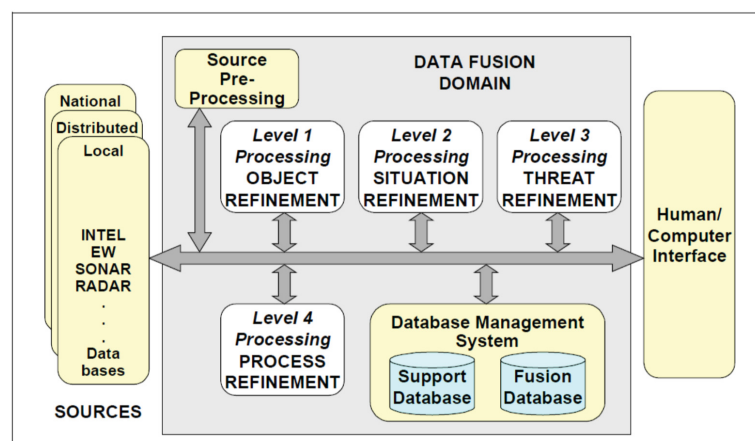 DATA FUSION
DOMAIN
Source
Pre-
Processing
National
Distributed
Local
INTEL
EW
SONAR
RADAR
.
.
.
Data
bases
SOURCES
Level 1
Processing
OBJECT
REFINEMENT
Level 2
Processing
SITUATION
REFINEMENT
Level 3
Processing
THREAT
REFINEMENT
Human/
Computer
Interface
Level 4
Processing
PROCESS
REFINEMENT
Database Management
System
Support
Database
Fusion
Database